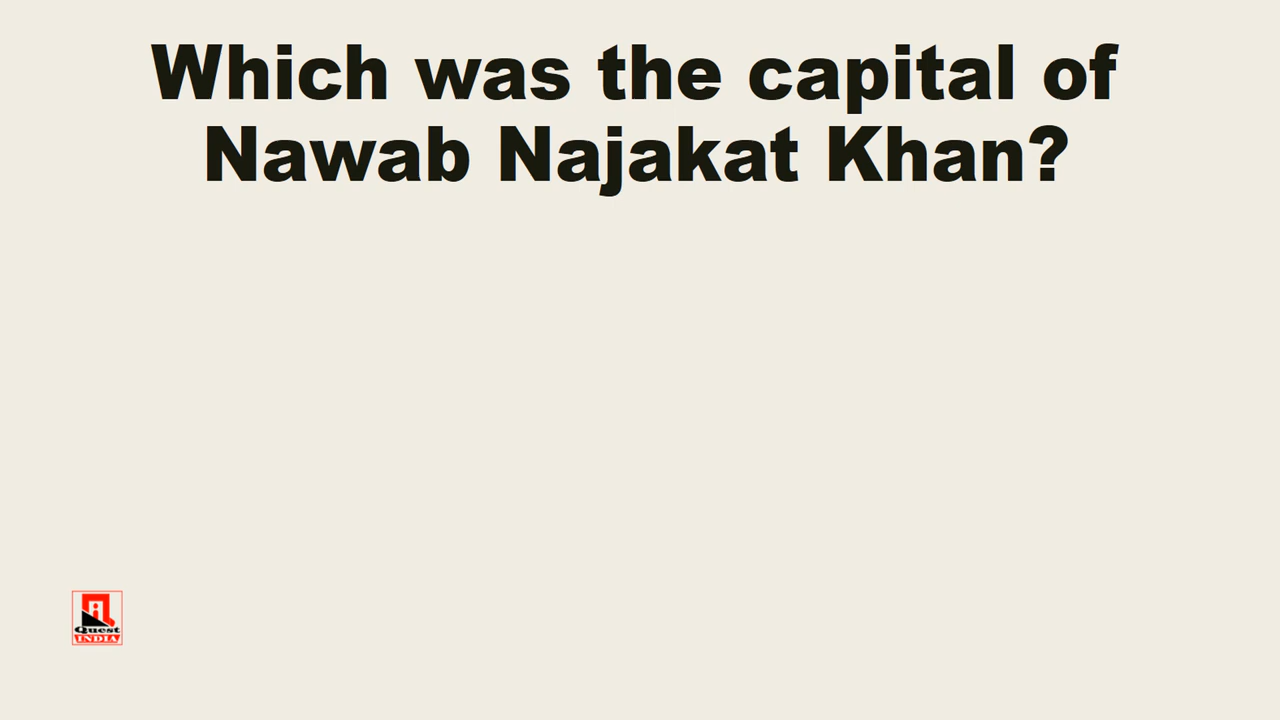 Which was the capital of
Nawab Najakat Khan?
Quest
INDIA